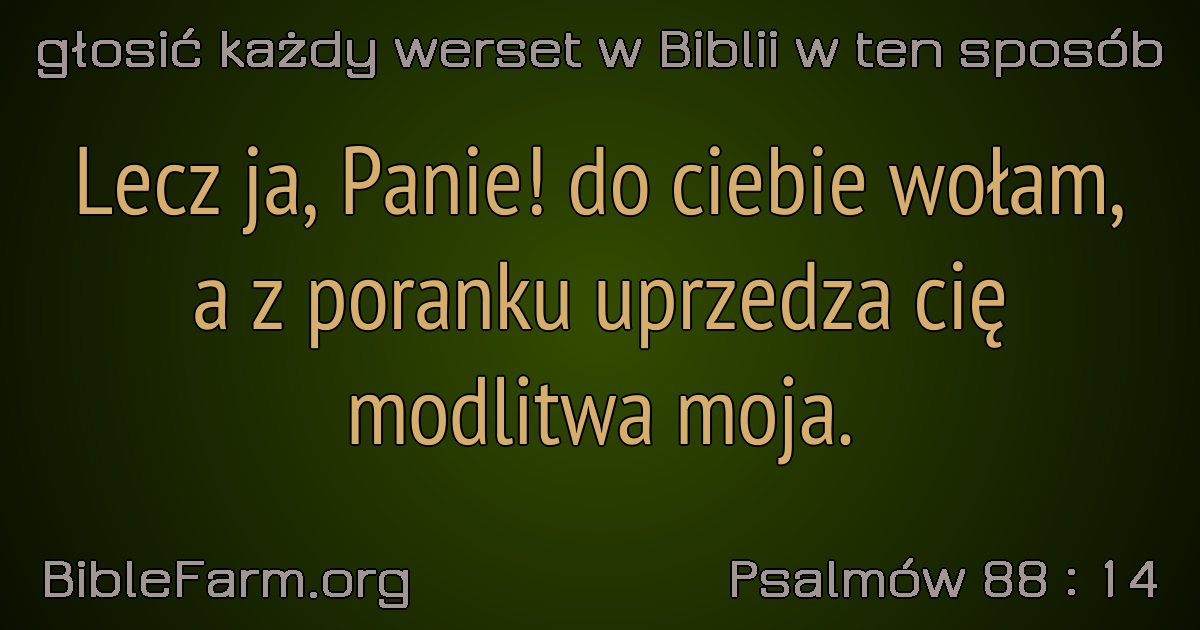 głosić każdy werset w Biblii w ten sposób
Lecz ja, Panie! do ciebie wołam,
a z poranku uprzedza cię
modlitwa moja.
BibleFarm.org
Psalmów 88 : 14